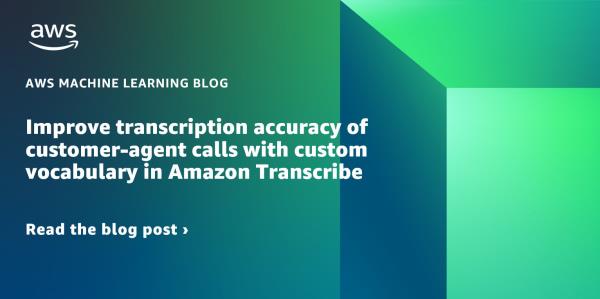 aws
AWS MACHINE LEARNING BLOG
Improve transcription accuracy of
customer-agent calls with custom
vocabulary in Amazon Transcribe
Read the blog post ›